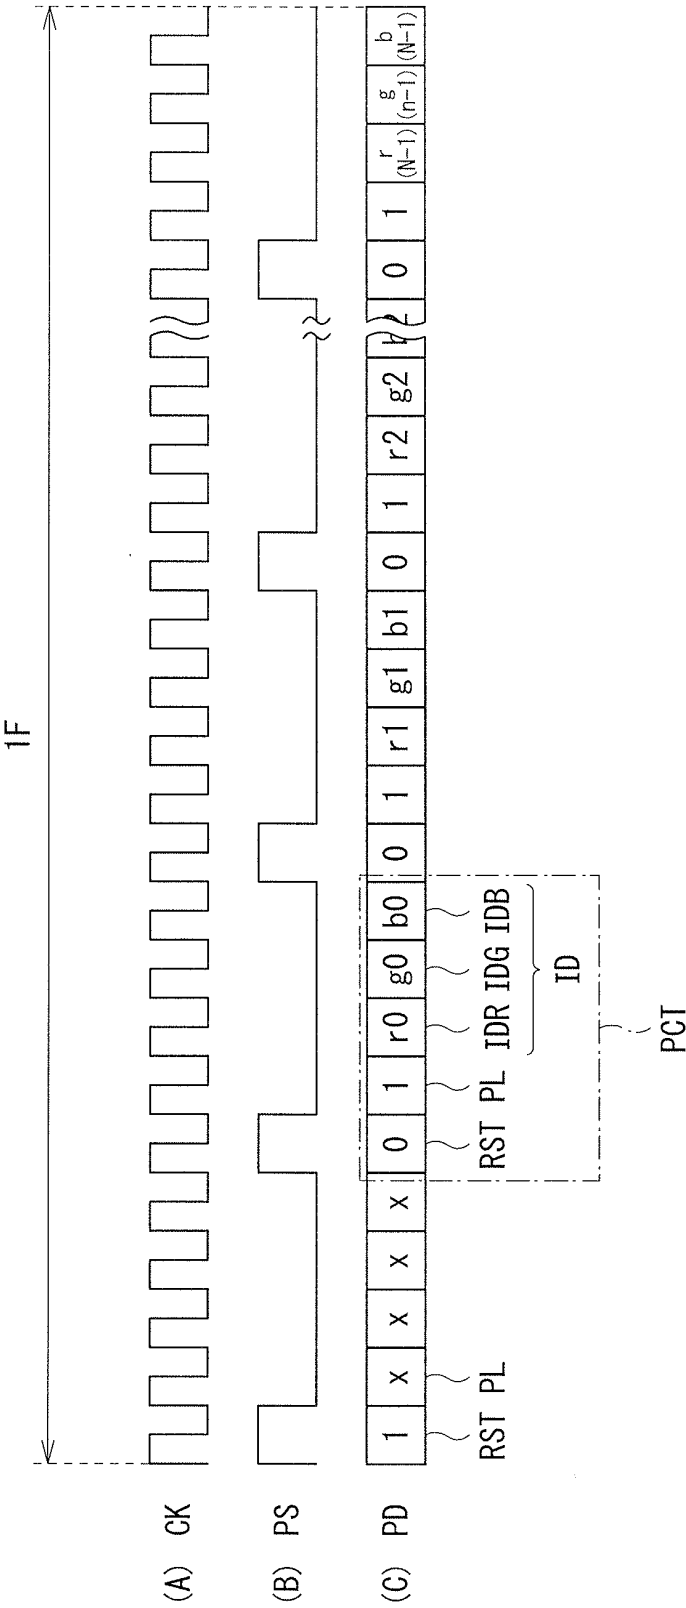 1F
(A) CK
(B) PS
(C) PD
1 x x x x 0 1 r0 g0 b0 0 1 r1 g1 b1 0 1 r2 g2 0 1 r (N-1) g (n-1) b (N-1)
RST PL RST PL IDR IDG IDB
ID
PCT